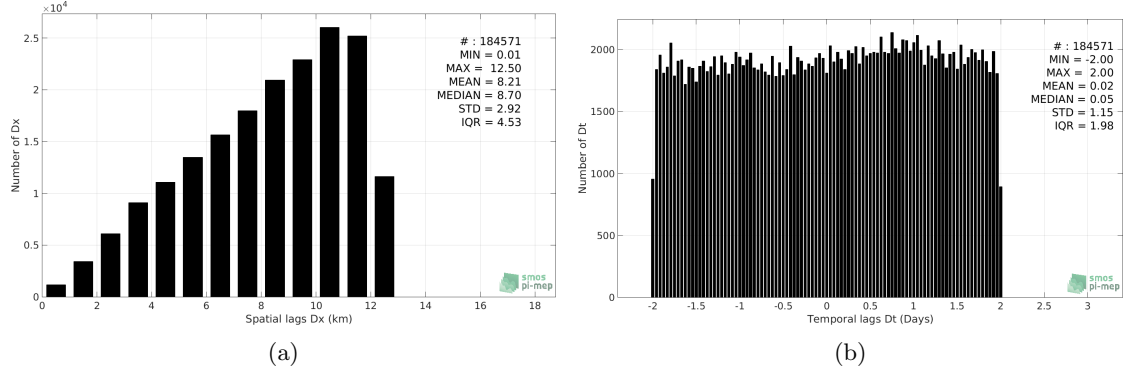 ×10⁴
2.5
2
1.5
1
0.5
0
0 2 4 6 8 10 12 14 16 18
Number of Dx
Spatial lags Dx (km)
# : 184571
MIN = 0.01
MAX = 12.50
MEAN = 8.21
MEDIAN = 8.70
STD = 2.92
IQR = 4.53
smos
pi-mep
(a)
2000
1500
1000
500
0
-2 -1.5 -1 -0.5 0 0.5 1 1.5 2 2.5 3
Number of Dt
Temporal lags Dt (Days)
# : 184571
MIN = -2.00
MAX = 2.00
MEAN = 0.02
MEDIAN = 0.05
STD = 1.15
IQR = 1.98
smos
pi-mep
(b)